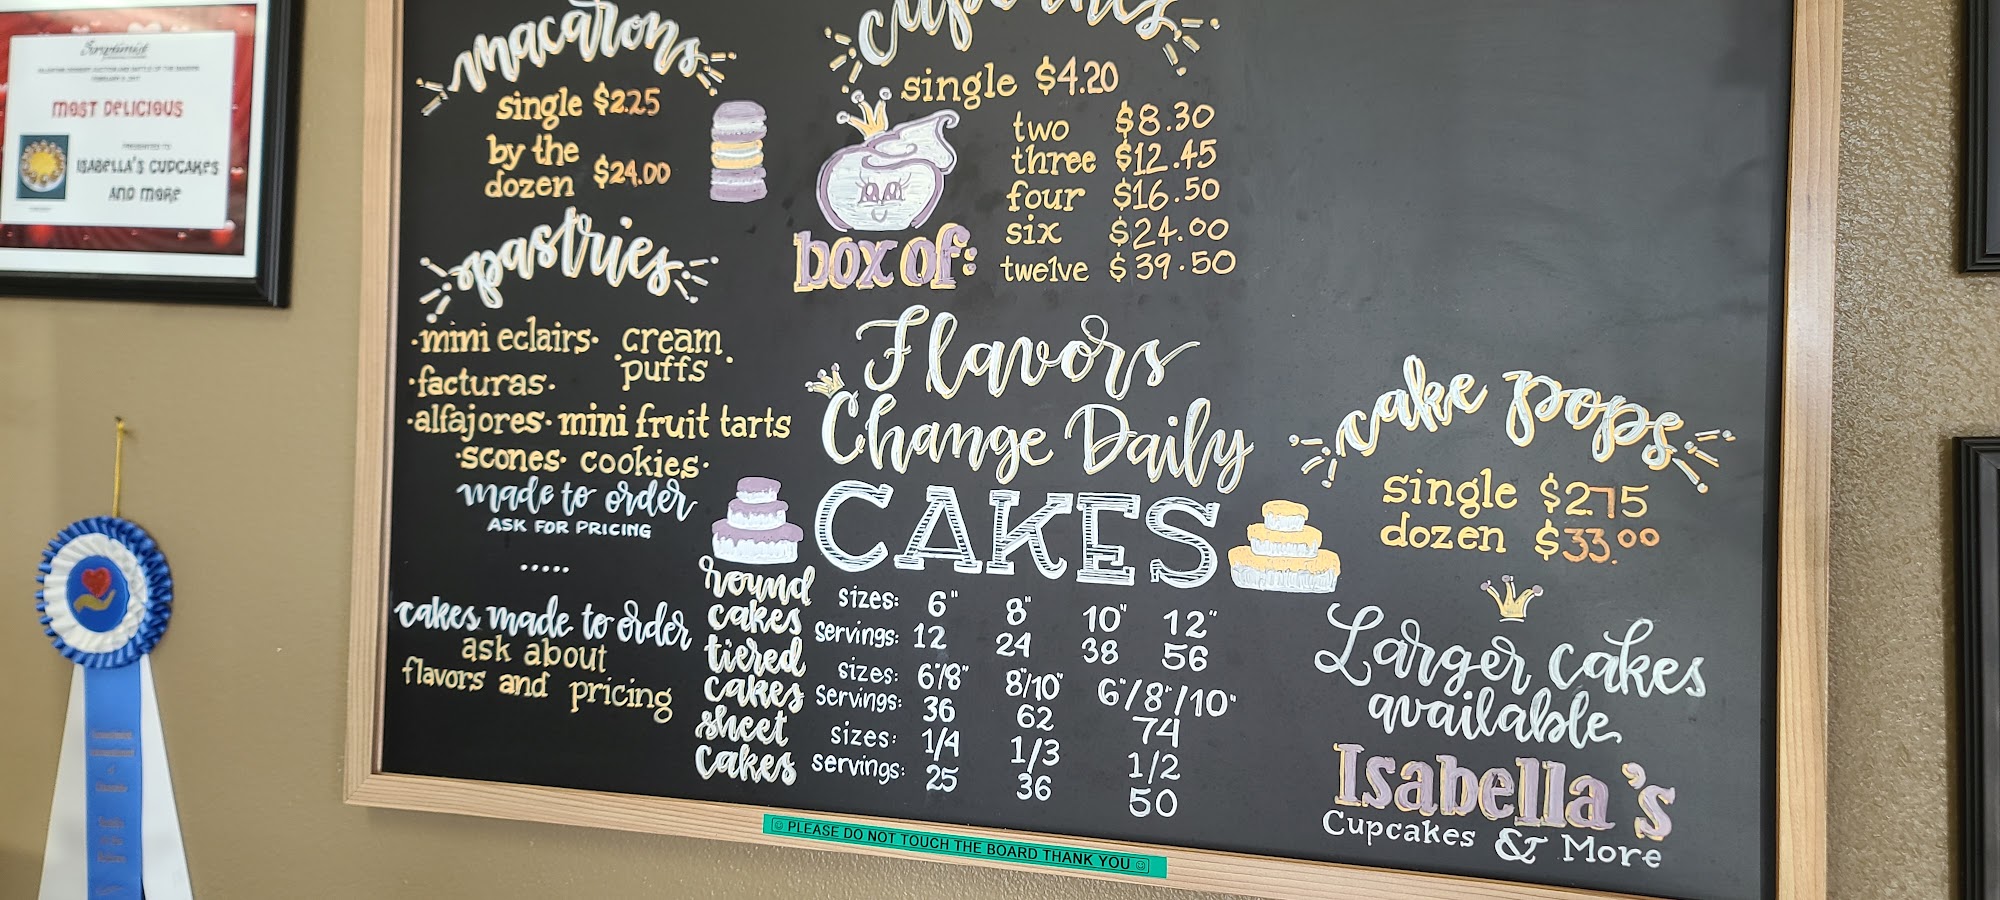 MOST DELICIOUS
PRESENTED TO
ISABELLA'S CUPCAKES
AND MORE
macarons
single $2.25
by the
dozen $24.00
pastries
·mini eclairs· cream
·puffs·
·facturas·
·alfajores· mini fruit tarts
·scones· cookies·
made to order
ASK FOR PRICING
.....
cakes made to order
ask about
flavors and pricing
cupcakes
single $4.20
box of:
two $8.30
three $12.45
four $16.50
six $24.00
twelve $39.50
Flavors
Change Daily
CAKES
round
cakes
sizes: 6" 8" 10" 12"
servings: 12 24 38 56
tiered
cakes
sizes: 6"/8" 8"/10" 6"/8"/10"
servings: 36 62 74
sheet
cakes
sizes: 1/4 1/3 1/2
servings: 25 36 50
cake pops
single $2.75
dozen $33.00
Larger cakes
available
Isabella's
Cupcakes & More
☺ PLEASE DO NOT TOUCH THE BOARD THANK YOU ☺